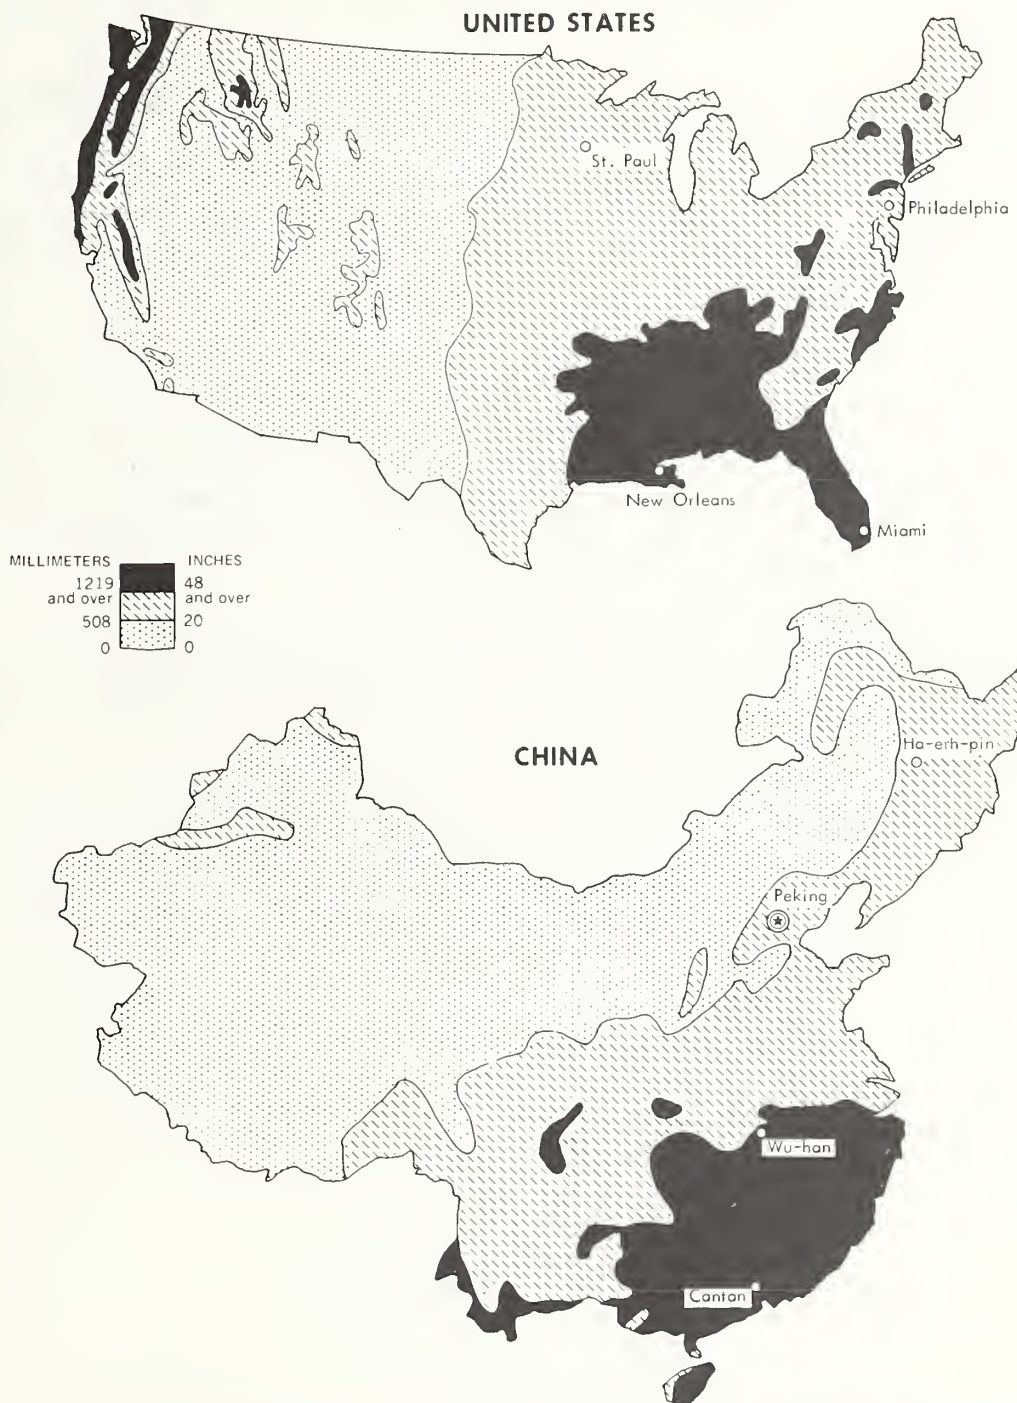 UNITED STATES
St. Paul
Philadelphia
New Orleans
Miami
MILLIMETERS INCHES
1219 48
and over and over
508 20
0 0
CHINA
Ha-erh-pin
Peking
Wu-han
Cantan